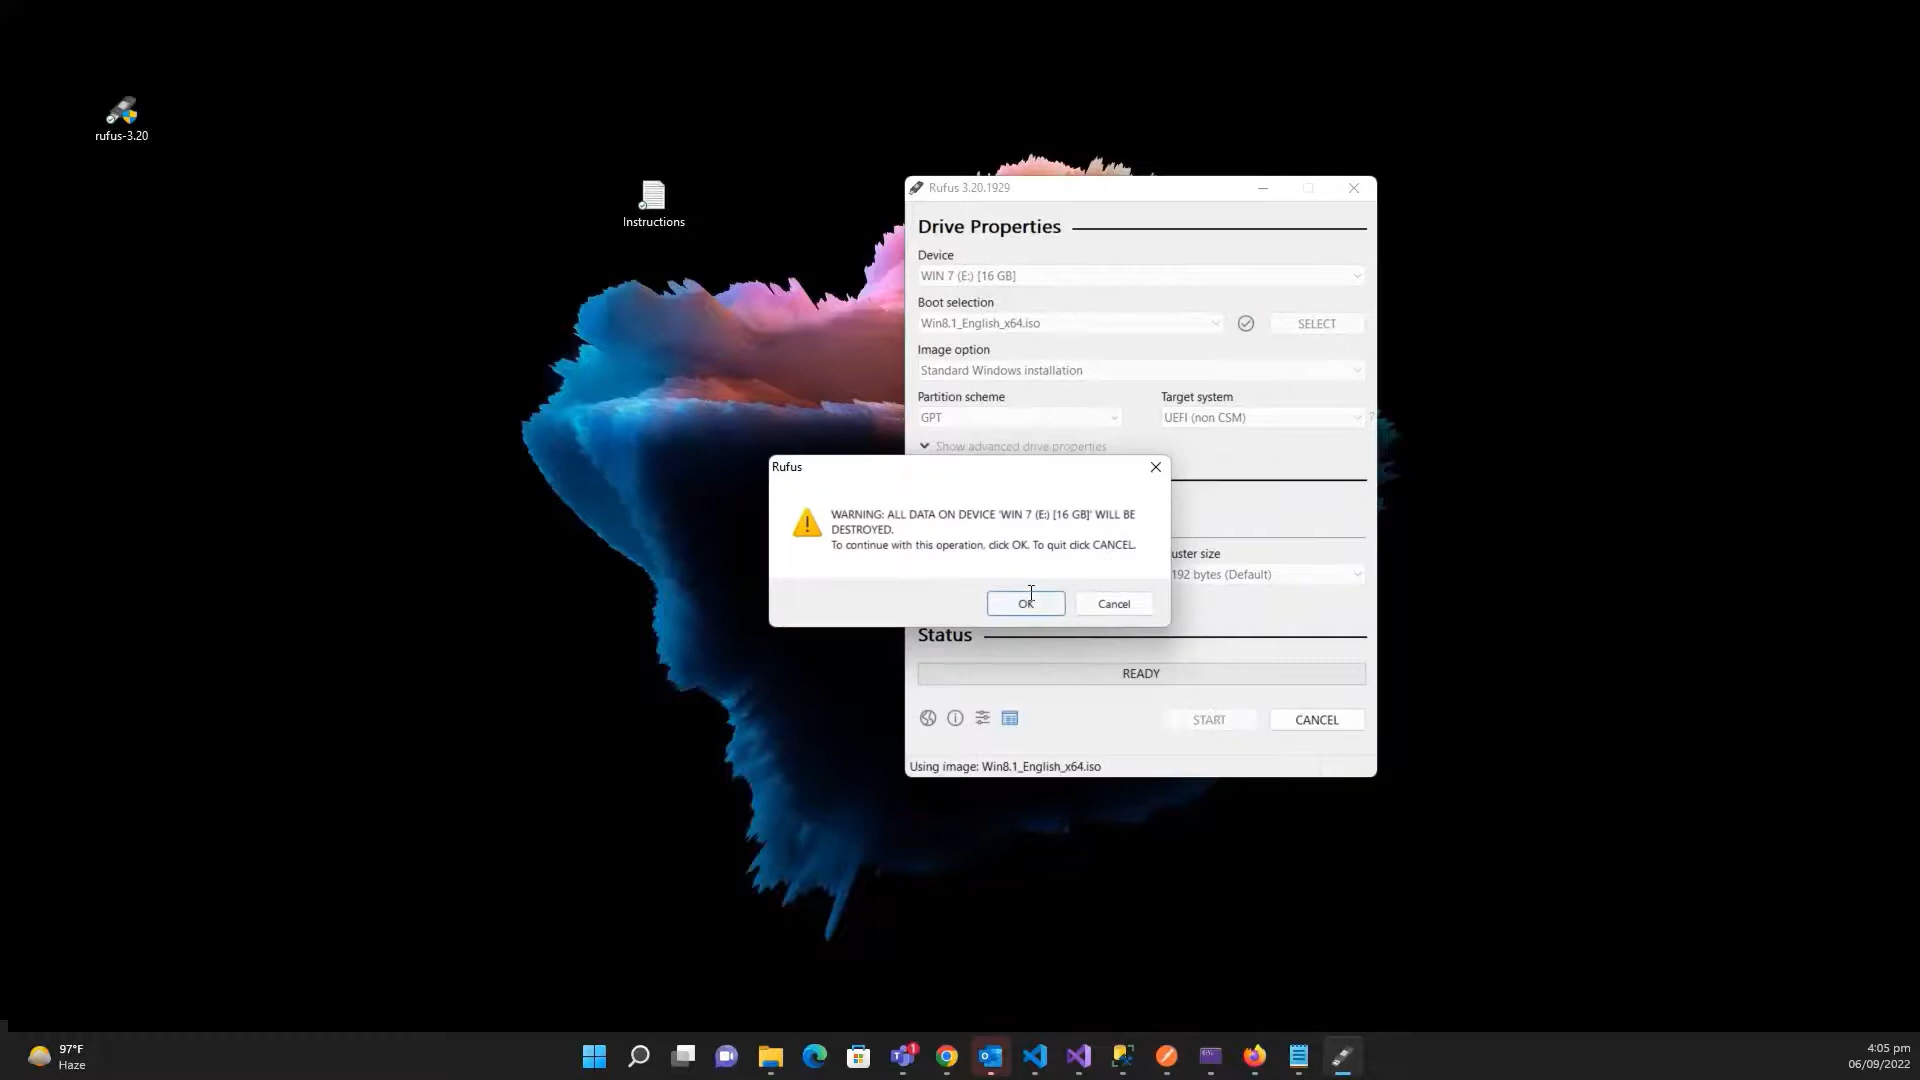 rufus-3.20
Instructions
Rufus 3.20.1929
Drive Properties
Device
WIN 7 (E:) [16 GB]
Boot selection
Win8.1_English_x64.iso
SELECT
Image option
Standard Windows installation
Partition scheme
Target system
GPT
UEFI (non CSM)
?
Show advanced drive properties
Rufus
WARNING: ALL DATA ON DEVICE 'WIN 7 (E:) [16 GB]' WILL BE
DESTROYED.
To continue with this operation, click OK. To quit click CANCEL.
OK
Cancel
uster size
192 bytes (Default)
Status
READY
START
CANCEL
Using image: Win8.1_English_x64.iso
97°F
Haze
1
4:05 pm
06/09/2022